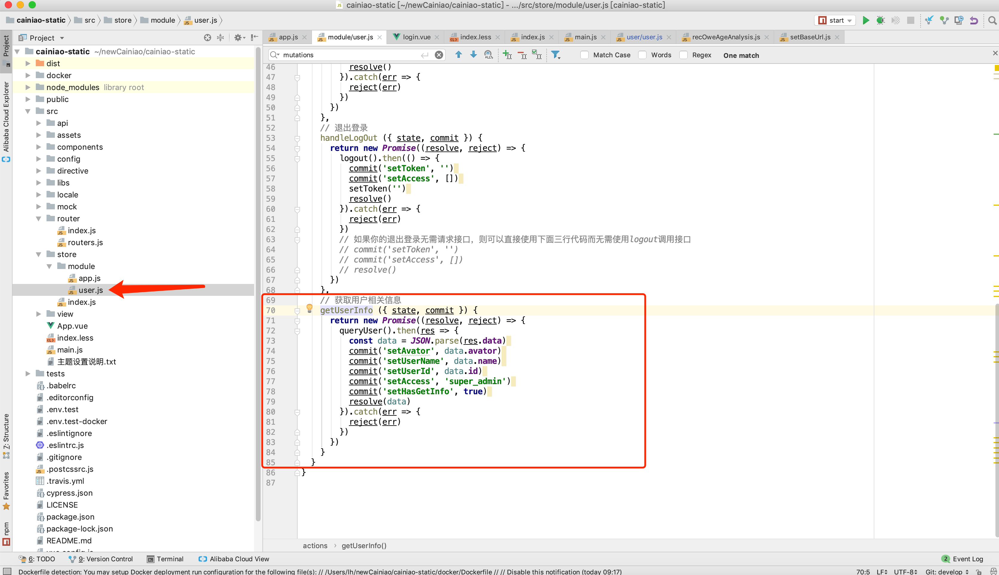 cainiao-static [~/newCainiao/cainiao-static] - .../src/store/module/user.js [cainiao-static]
cainiao-static src store module user.js start
Project
app.js module/user.js login.vue index.less index.js main.js user/user.js recOweAgeAnalysis.js setBaseUrl.js
mutations Match Case Words Regex One match
Project
Alibaba Cloud Explorer
Z: Structure
Favorites
npm
cainiao-static ~/newCainiao/cainiao-static
dist
docker
node_modules library root
public
src
api
assets
components
config
directive
libs
locale
mock
router
index.js
routers.js
store
module
app.js
user.js
index.js
view
App.vue
index.less
main.js
主题设置说明.txt
tests
.babelrc
.editorconfig
.env.test
.env.test-docker
.eslintignore
.eslintrc.js
.gitignore
.postcssrc.js
.travis.yml
cypress.json
LICENSE
package.json
package-lock.json
README.md
46 resolve()
47 }).catch(err => {
48 reject(err)
49 })
50 })
51 },
52 // 退出登录
53 handleLogOut ({ state, commit }) {
54 return new Promise((resolve, reject) => {
55 logout().then(() => {
56 commit('setToken', '')
57 commit('setAccess', [])
58 setToken('')
59 resolve()
60 }).catch(err => {
61 reject(err)
62 })
63 // 如果你的退出登录无需请求接口，则可以直接使用下面三行代码而无需使用logout调用接口
64 // commit('setToken', '')
65 // commit('setAccess', [])
66 // resolve()
67 })
68 },
69 // 获取用户相关信息
70 getUserInfo ({ state, commit }) {
71 return new Promise((resolve, reject) => {
72 queryUser().then(res => {
73 const data = JSON.parse(res.data)
74 commit('setAvator', data.avator)
75 commit('setUserName', data.name)
76 commit('setUserId', data.id)
77 commit('setAccess', 'super_admin')
78 commit('setHasGetInfo', true)
79 resolve(data)
80 }).catch(err => {
81 reject(err)
82 })
83 })
84 }
85 }
86 }
87
actions › getUserInfo()
6: TODO 9: Version Control Terminal Alibaba Cloud View 2 Event Log
Dockerfile detection: You may setup Docker deployment run configuration for the following file(s): // /Users/lh/newCainiao/cainiao-static/docker/Dockerfile // // Disable this notification (today 09:17) 70:5 LF UTF-8 Git: develop